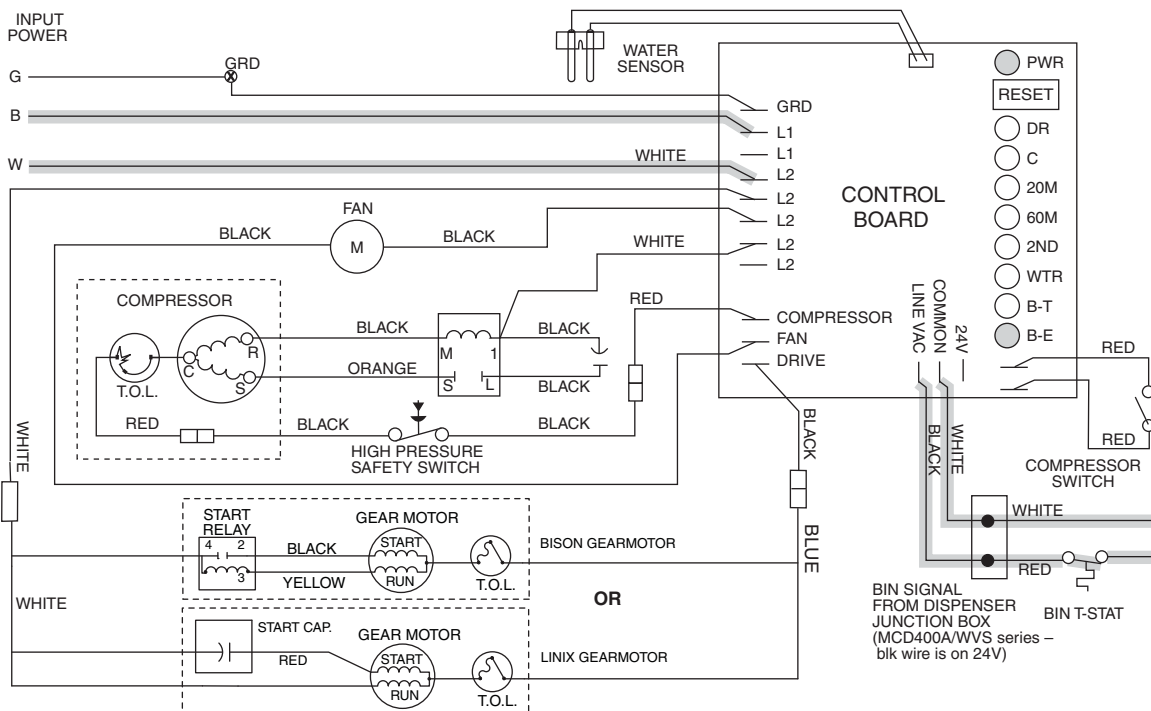 INPUT
POWER
G
GRD
B
W
WHITE
WATER
SENSOR
GRD
L1
L1
L2
L2
L2
L2
L2
CONTROL
BOARD
PWR
RESET
DR
C
20M
60M
2ND
WTR
B-T
B-E
FAN
M
BLACK
BLACK
WHITE
COMPRESSOR
T.O.L.
C
R
S
BLACK
ORANGE
M
1
S
L
BLACK
BLACK
RED
COMPRESSOR
FAN
DRIVE
LINE VAC
COMMON
24V
RED
RED
COMPRESSOR
SWITCH
RED
BLACK
HIGH PRESSURE
SAFETY SWITCH
BLACK
WHITE
BLACK
BLUE
BLACK
WHITE
WHITE
RED
BIN T-STAT
BIN SIGNAL
FROM DISPENSER
JUNCTION BOX
(MCD400A/WVS series –
blk wire is on 24V)
START
RELAY
4
2
3
BLACK
YELLOW
GEAR MOTOR
START
RUN
T.O.L.
BISON GEARMOTOR
OR
WHITE
START CAP.
RED
GEAR MOTOR
START
RUN
T.O.L.
LINIX GEARMOTOR